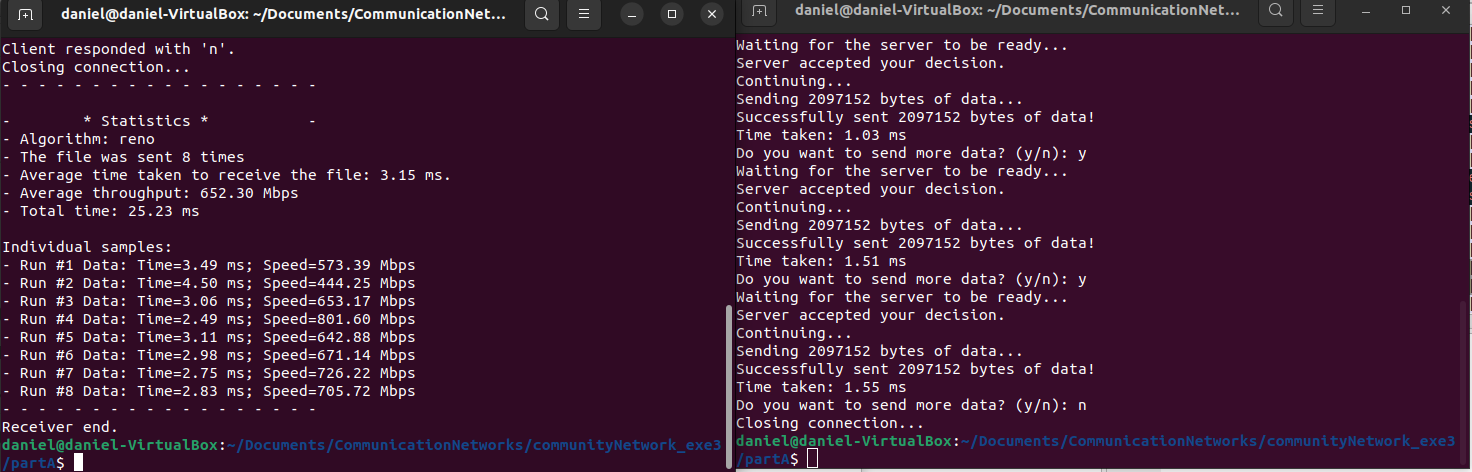 daniel@daniel-VirtualBox: ~/Documents/CommunicationNet...
Client responded with 'n'.
Closing connection...
- - - - - - - - - - - - - - - - - -
-        * Statistics *           -
- Algorithm: reno
- The file was sent 8 times
- Average time taken to receive the file: 3.15 ms.
- Average throughput: 652.30 Mbps
- Total time: 25.23 ms
Individual samples:
- Run #1 Data: Time=3.49 ms; Speed=573.39 Mbps
- Run #2 Data: Time=4.50 ms; Speed=444.25 Mbps
- Run #3 Data: Time=3.06 ms; Speed=653.17 Mbps
- Run #4 Data: Time=2.49 ms; Speed=801.60 Mbps
- Run #5 Data: Time=3.11 ms; Speed=642.88 Mbps
- Run #6 Data: Time=2.98 ms; Speed=671.14 Mbps
- Run #7 Data: Time=2.75 ms; Speed=726.22 Mbps
- Run #8 Data: Time=2.83 ms; Speed=705.72 Mbps
- - - - - - - - - - - - - - - - - -
Receiver end.
daniel@daniel-VirtualBox:~/Documents/CommunicationNetworks/communityNetwork_exe3
/partA$
daniel@daniel-VirtualBox: ~/Documents/CommunicationNet...
Waiting for the server to be ready...
Server accepted your decision.
Continuing...
Sending 2097152 bytes of data...
Successfully sent 2097152 bytes of data!
Time taken: 1.03 ms
Do you want to send more data? (y/n): y
Waiting for the server to be ready...
Server accepted your decision.
Continuing...
Sending 2097152 bytes of data...
Successfully sent 2097152 bytes of data!
Time taken: 1.51 ms
Do you want to send more data? (y/n): y
Waiting for the server to be ready...
Server accepted your decision.
Continuing...
Sending 2097152 bytes of data...
Successfully sent 2097152 bytes of data!
Time taken: 1.55 ms
Do you want to send more data? (y/n): n
Closing connection...
daniel@daniel-VirtualBox:~/Documents/CommunicationNetworks/communityNetwork_exe3
/partA$